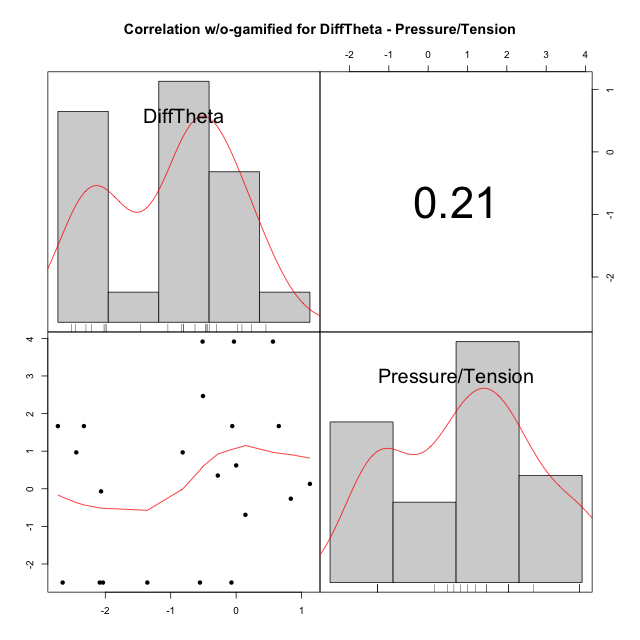 Correlation w/o-gamified for DiffTheta - Pressure/Tension
-2 -1 0 1 2 3 4
DiffTheta
1
0
-1
-2
0.21
4
3
2
1
0
-1
-2
Pressure/Tension
-2 -1 0 1